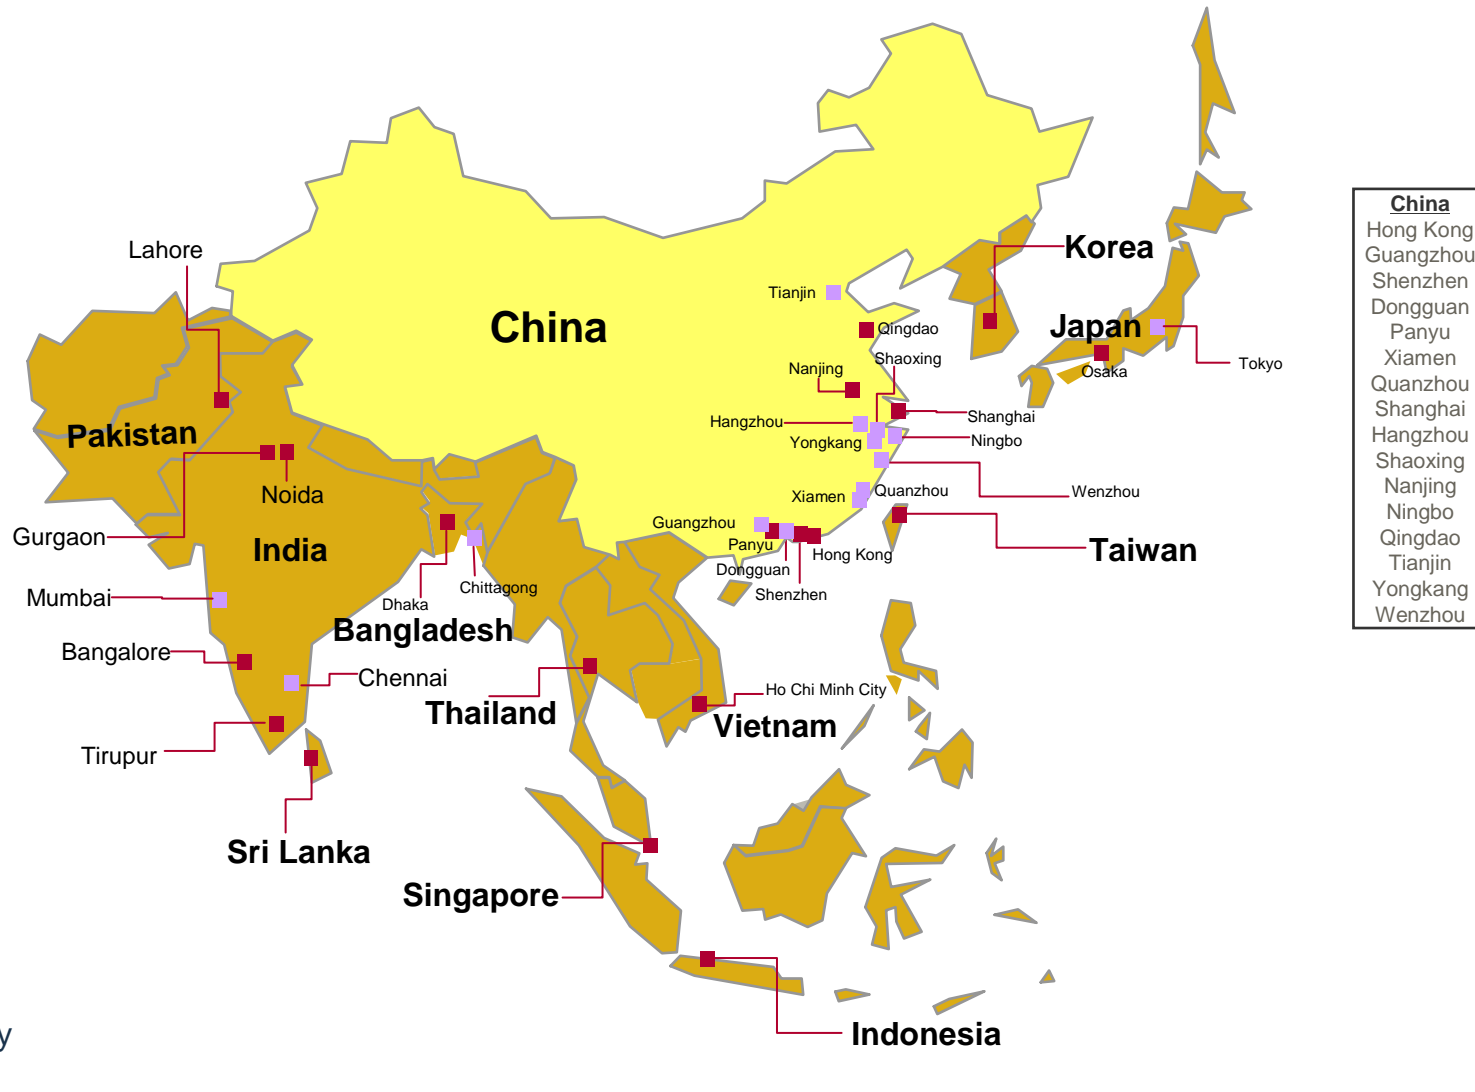 Lahore
Korea
China
Tianjin
Japan
Qingdao
Shaoxing
Nanjing
Tokyo
Osaka
Hangzhou
Shanghai
Pakistan
Yongkang
Ningbo
Noida
Xiamen
Quanzhou
Wenzhou
Gurgaon
India
Guangzhou
Panyu
Hong Kong
Taiwan
Dongguan
Chittagong
Shenzhen
Mumbai
Dhaka
Bangladesh
Bangalore
Chennai
Ho Chi Minh City
Thailand
Vietnam
Tirupur
Sri Lanka
Singapore
Indonesia
y
China
Hong Kong
Guangzhou
Shenzhen
Dongguan
Panyu
Xiamen
Quanzhou
Shanghai
Hangzhou
Shaoxing
Nanjing
Ningbo
Qingdao
Tianjin
Yongkang
Wenzhou